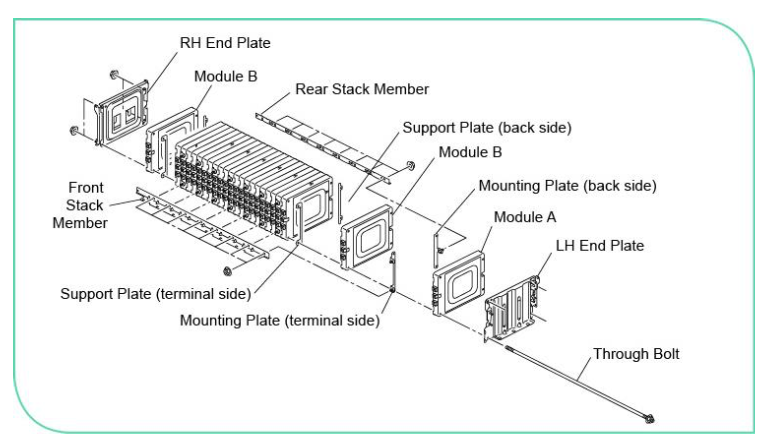 RH End Plate
Module B
Rear Stack Member
Support Plate (back side)
Module B
Mounting Plate (back side)
Front
Stack
Member
Module A
LH End Plate
Support Plate (terminal side)
Mounting Plate (terminal side)
Through Bolt